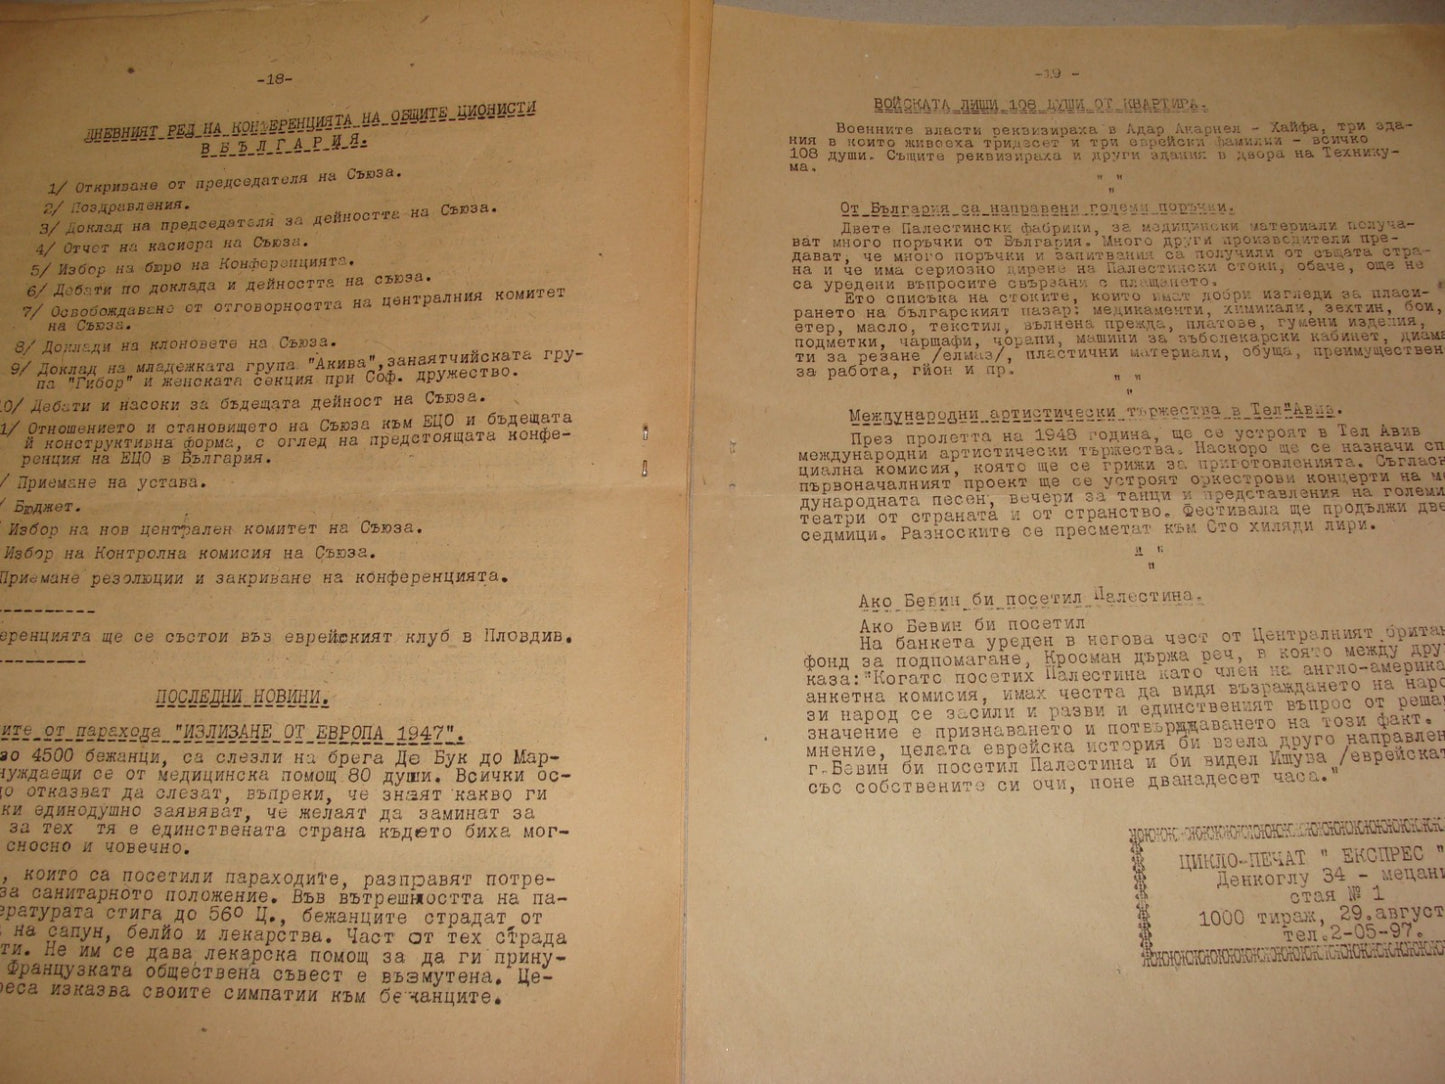 -18-
ДНЕВНИЯТ РЕД НА КОНФЕРЕНЦИЯТА НА ОБЩИТЕ ЦИОНИСТИ
В БЪЛГАРИЯ.
1/ Откриване от председателя на Съюза.
2/ Поздравления.
3/ Доклад на председателя за дейността на Съюза.
4/ Отчет на касиера на Съюза.
5/ Избор на бюро на Конференцията.
6/ Дебати по доклада и дейността на съюза.
7/ Освобождаване от отговорността на централния комитет
на Съюза.
8/ Доклади на клоновете на Съюза.
9/ Доклад на младежката група "Акива",занаятчийската гру-
па "Гибор" и женската секция при Соф. дружество.
0/ Дебати и насоки за бъдещата дейност на Съюза.
1/ Отношението и становището на Съюза към ЕЦО и бъдещата
й конструктивна форма, с оглед на предстоящата конфе-
ренция на ЕЦО в България.
/ Приемане на устава.
/ Бюджет.
Избор на нов централен комитет на Съюза.
Избор на Контролна комисия на Съюза.
Приемане резолюции и закриване на конференцията.
----------
еренцията ще се състои във еврейският клуб в Пловдив.
----------
ПОСЛЕДНИ НОВИНИ.
ите от парахода "ИЗЛИЗАНЕ ОТ ЕВРОПА 1947".
ло 4500 бежанци, са слезли на брега Де Бук до Мар-
нуждаещи се от медицинска помощ 80 души. Всички ос-
до отказват да слезат, въпреки, че знаят какво ги
ки единодушно заявяват, че желаят да заминат за
за тех тя е единствената страна където биха мог-
сносно и човечно.
, които са посетили параходите, разправят потре-
за санитарното положение. Във вътрешността на па-
ературата стига до 56º Ц., бежанците страдат от
на сапун, бельо и лекарства. Част от тех страда
ти. Не им се дава лекарска помощ за да ги прину-
Французката обществена съвест е възмутена. Це-
реса изказва своите симпатии към бежанците.
-19 -
ВОЙСКАТА ЛИШИ 108 ДУШИ ОТ КВАРТИРА.
Военните власти реквизираха в Адар Акармел - Хайфа, три зда-
ния в които живееха тридесет и три еврейски фамилии - всичко
108 души. Същите реквизираха и други здания в двора на Технику-
ма.
" "
"
От България са направени големи поръчки.
Двете Палестински фабрики, за медицински материали получа-
ват много поръчки от България. Много други производители пре-
дават, че много поръчки и запитвания са получили от същата стра-
на и че има сериозно дирене на Палестински стоки, обаче, още не
са уредени въпросите свързани с плащането.
Ето списъка на стоките, които имат добри изгледи за пласи-
рането на българският пазар: медикаменти, химикали, зехтин, бои,
етер, масло, текстил, вълнена прежда, платове, гумени изделия,
подметки, чаршафи, чорапи, машини за зъболекарски кабинет, диама
ти за резане /елмаз/, пластични материали, обуща, преимуществен
за работа, гйон и пр.
" "
"
Международни артистически тържества в Тел-Авив.
През пролетта на 1948 година, ще се устроят в Тел Авив
международни артистически тържества. Наскоро ще се назначи спе
циална комисия, която ще се грижи за приготовленията. Съгласн
първоначалният проект ще се устроят оркестрови концерти на ме
дународната песен, вечери за танци и представления на големи
театри от страната и от странство. Фестивала ще продължи две
седмици. Разноските се пресметат към Сто хиляди лири.
" "
"
Ако Бевин би посетил Палестина.
Ако Бевин би посетил
На банкета уреден в негова чест от Централният британ
фонд за подпомагане, Кросман държа реч, в която между дру
каза:"Когато посетих Палестина като член на англо-америка
анкетна комисия, имах честта да видя възраждането на наро
зи народ се засили и разви и единственият въпрос от реша
значение е признаването и потвърждаването на този факт.
мнение, целата еврейска история би взела друго направлен
г.Бевин би посетил Палестина и би видел Ишува /еврейскат
със собствените си очи, поне дванадесет часа."
ЦИКЛО-ПЕЧАТ " ЕКСПРЕС "
Денкоглу 34 - мецани
стая № 1
1000 тираж, 29.август
тел.2-05-97.